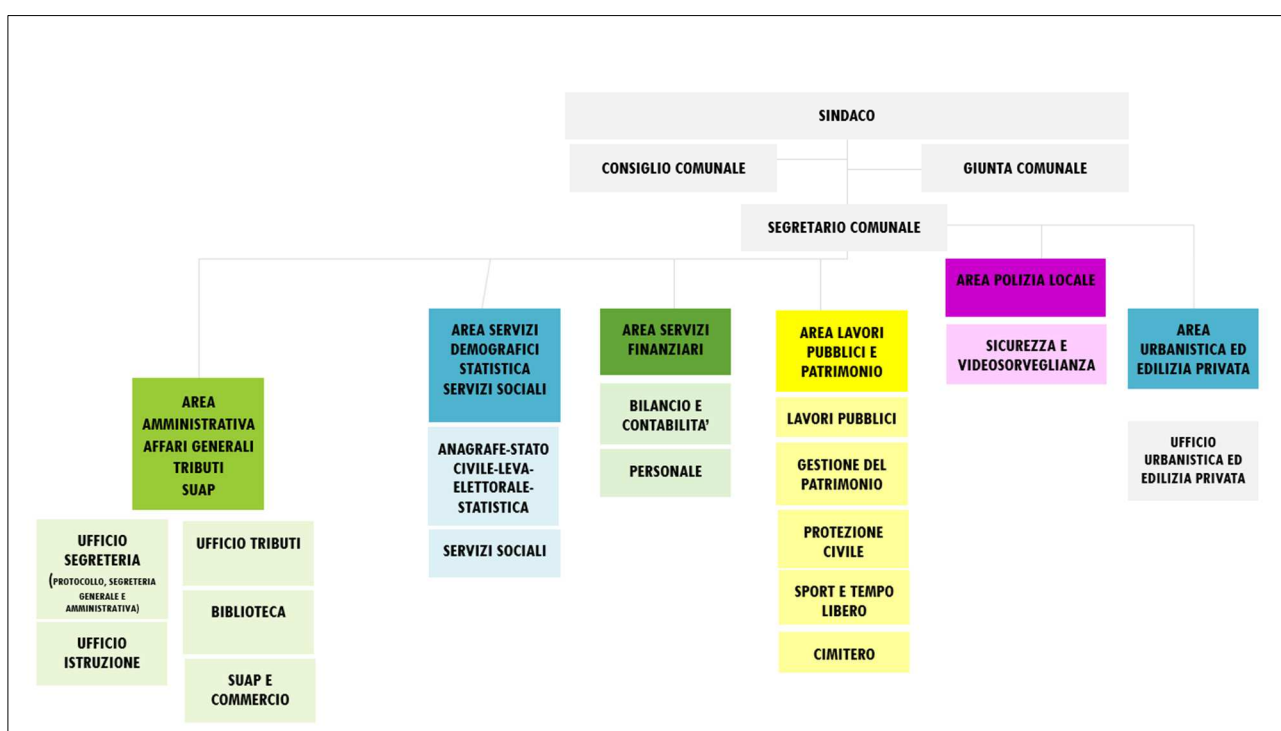 SINDACO
CONSIGLIO COMUNALE
GIUNTA COMUNALE
SEGRETARIO COMUNALE
AREA
AMMINISTRATIVA
AFFARI GENERALI
TRIBUTI
SUAP
UFFICIO
SEGRETERIA
(PROTOCOLLO, SEGRETERIA
GENERALE E
AMMINISTRATIVA)
UFFICIO
ISTRUZIONE
UFFICIO TRIBUTI
BIBLIOTECA
SUAP E
COMMERCIO
AREA SERVIZI
DEMOGRAFICI
STATISTICA
SERVIZI SOCIALI
ANAGRAFE-STATO
CIVILE-LEVA-
ELETTORALE-
STATISTICA
SERVIZI SOCIALI
AREA SERVIZI
FINANZIARI
BILANCIO E
CONTABILITA’
PERSONALE
AREA LAVORI
PUBBLICI E
PATRIMONIO
LAVORI PUBBLICI
GESTIONE DEL
PATRIMONIO
PROTEZIONE
CIVILE
SPORT E TEMPO
LIBERO
CIMITERO
AREA POLIZIA LOCALE
SICUREZZA E
VIDEOSORVEGLIANZA
AREA
URBANISTICA ED
EDILIZIA PRIVATA
UFFICIO
URBANISTICA ED
EDILIZIA PRIVATA